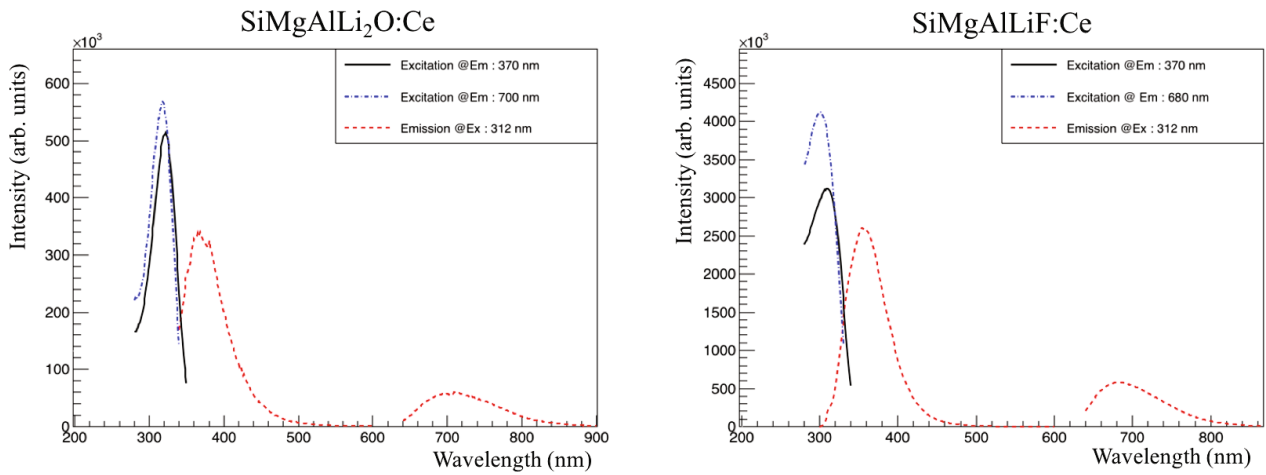 SiMgAlLi₂O:Ce
×10³
Intensity (arb. units)
600
500
400
300
200
100
0
200 300 400 500 600 700 800 900
Wavelength (nm)
Excitation @Em : 370 nm
Excitation @Em : 700 nm
Emission @Ex : 312 nm
SiMgAlLiF:Ce
×10³
Intensity (arb. units)
4500
4000
3500
3000
2500
2000
1500
1000
500
0
200 300 400 500 600 700 800
Wavelength (nm)
Excitation @Em : 370 nm
Excitation @ Em : 680 nm
Emission @Ex : 312 nm